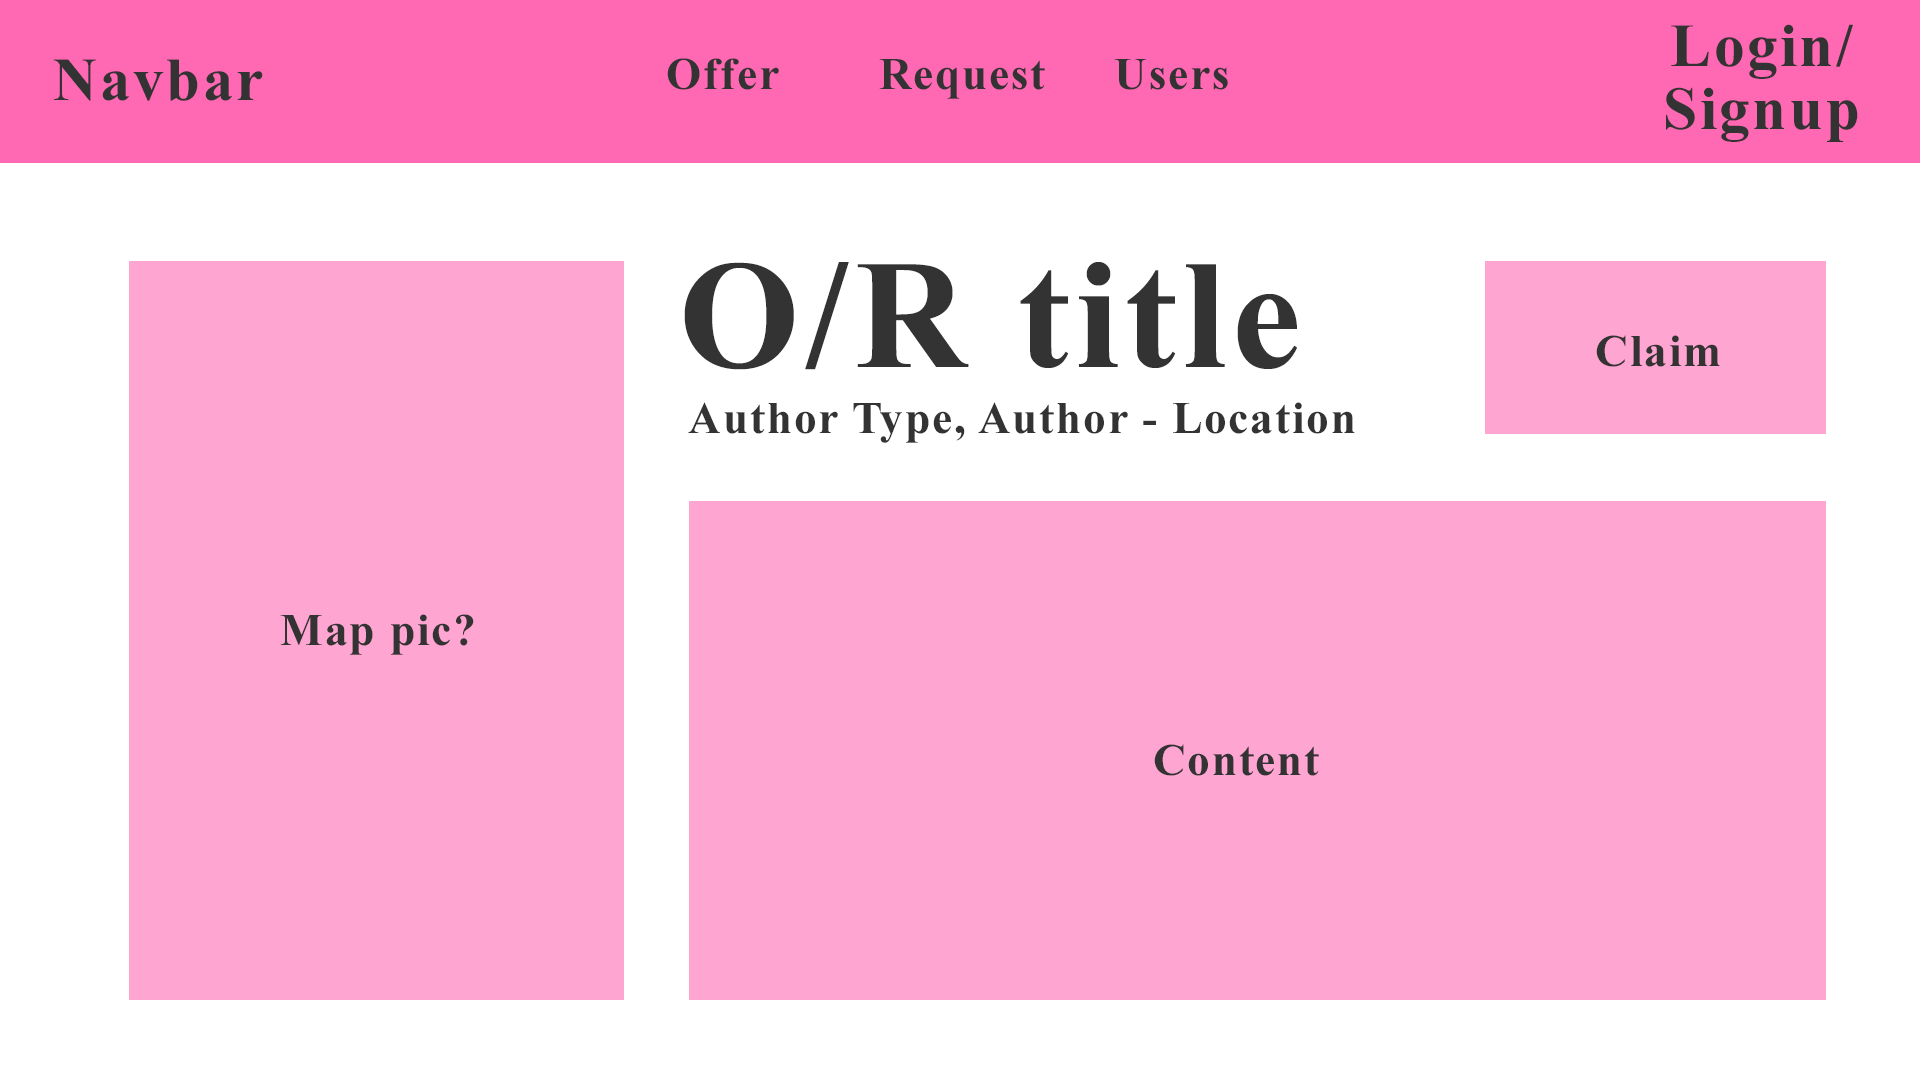 Navbar
Offer
Request
Users
Login/
Signup
O/R title
Author Type, Author - Location
Claim
Map pic?
Content